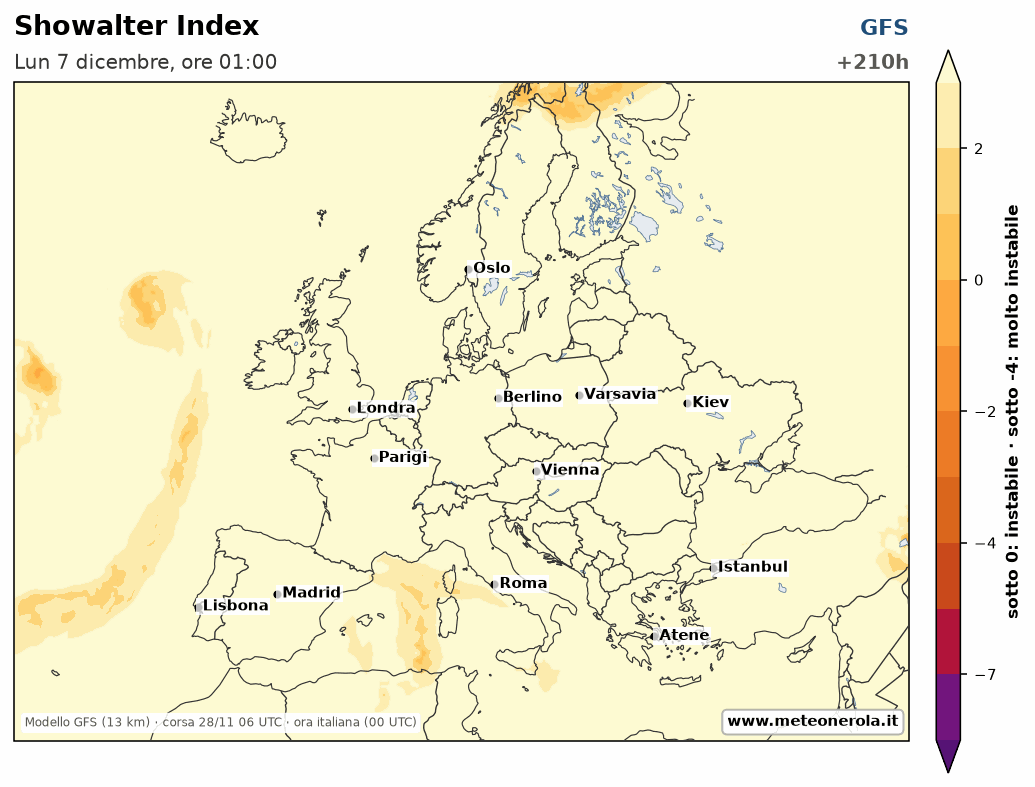 Showalter Index
GFS
Lun 7 dicembre, ore 01:00
+210h
Oslo
Londra
Berlino
Varsavia
Kiev
Parigi
Vienna
Istanbul
Roma
Madrid
Lisbona
Atene
2
0
−2
−4
−7
sotto 0: instabile · sotto -4: molto instabile
Modello GFS (13 km) · corsa 28/11 06 UTC · ora italiana (00 UTC)
www.meteonerola.it